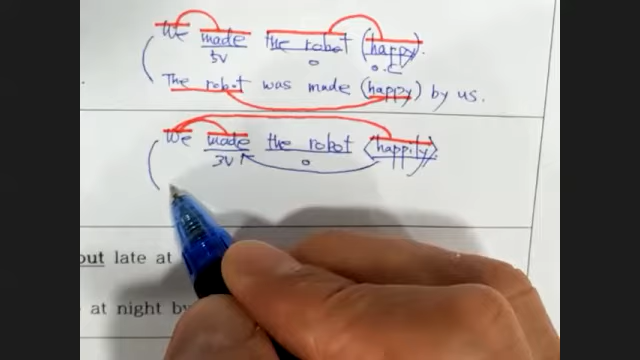 We made the robot (happy).
5V O O.C
The robot was made (happy) by us.
We made the robot <happily>.
3V O
out late at
at night by